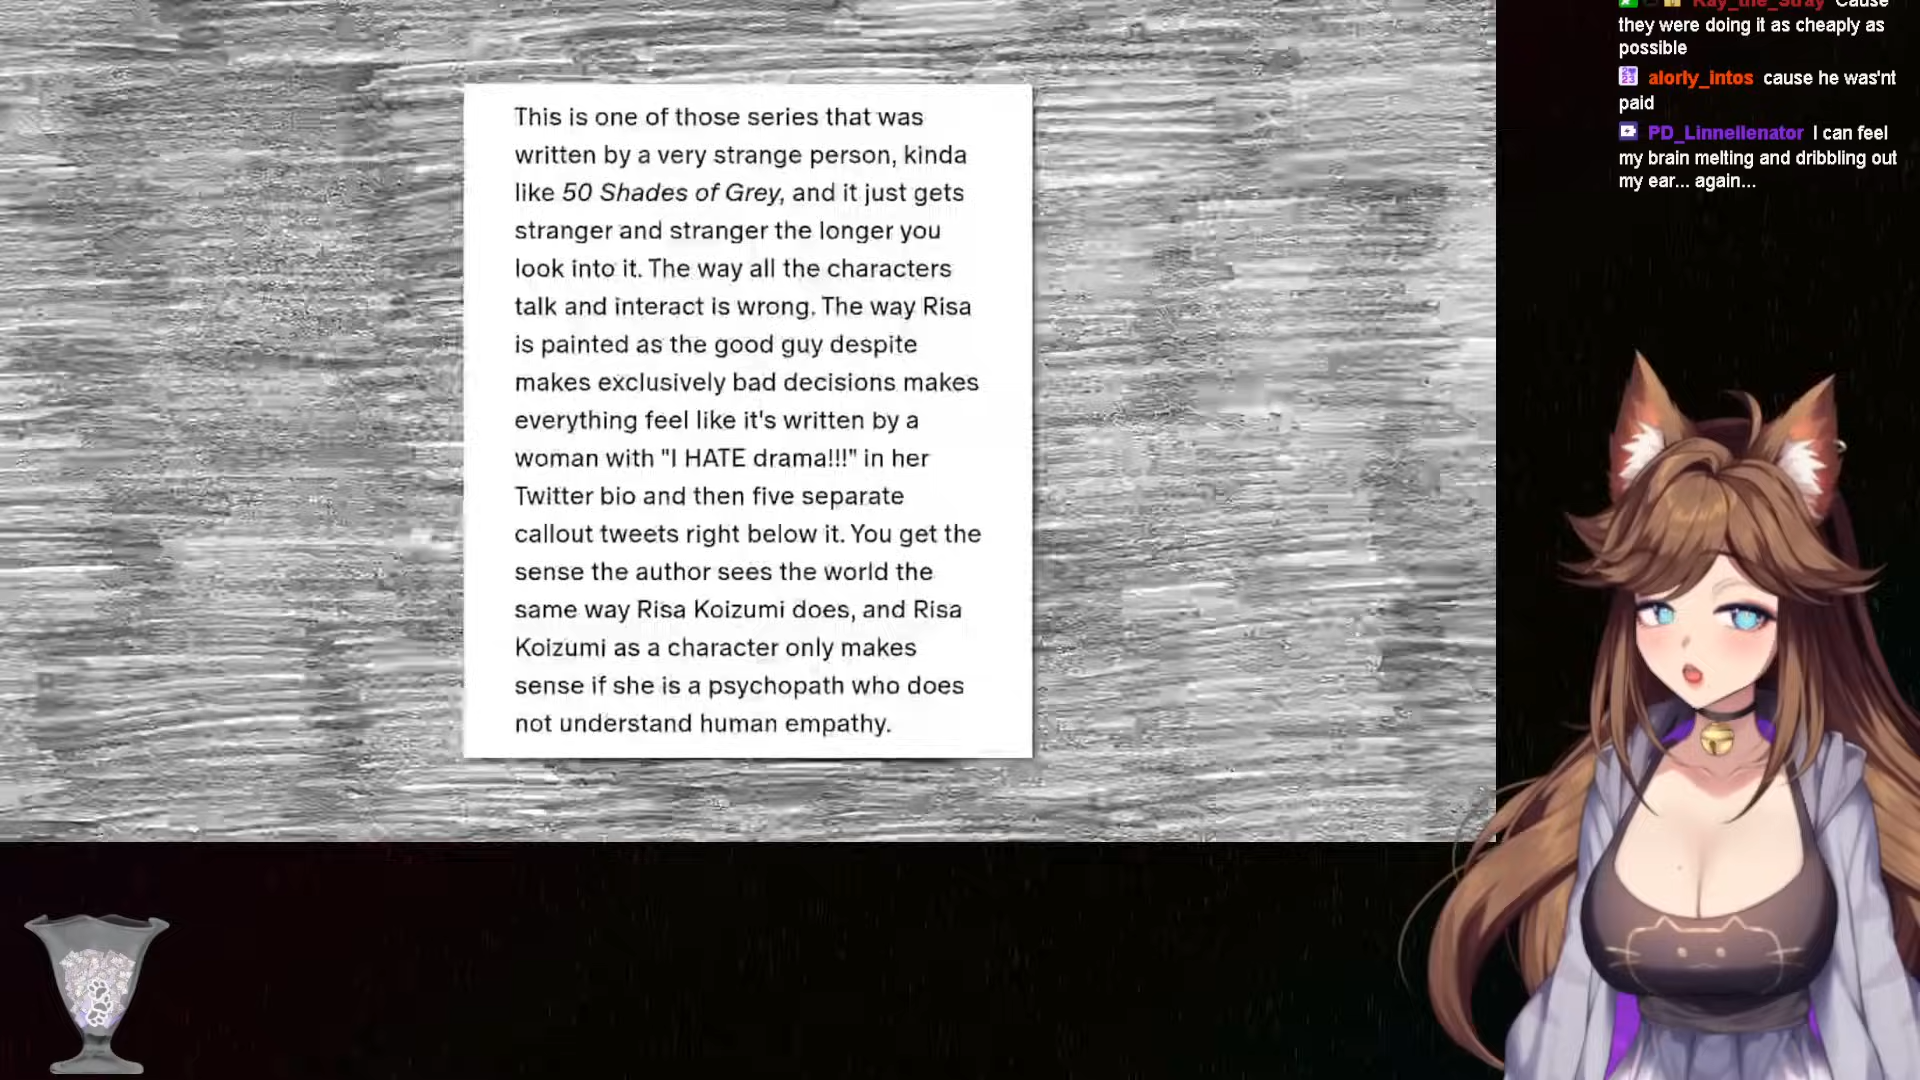 This is one of those series that was
written by a very strange person, kinda
like 50 Shades of Grey, and it just gets
stranger and stranger the longer you
look into it. The way all the characters
talk and interact is wrong. The way Risa
is painted as the good guy despite
makes exclusively bad decisions makes
everything feel like it's written by a
woman with "I HATE drama!!!" in her
Twitter bio and then five separate
callout tweets right below it. You get the
sense the author sees the world the
same way Risa Koizumi does, and Risa
Koizumi as a character only makes
sense if she is a psychopath who does
not understand human empathy.
Kay_the_Stray Cause
they were doing it as cheaply as
possible
alorly_intos cause he was'nt
paid
PD_Linnellenator I can feel
my brain melting and dribbling out
my ear... again...